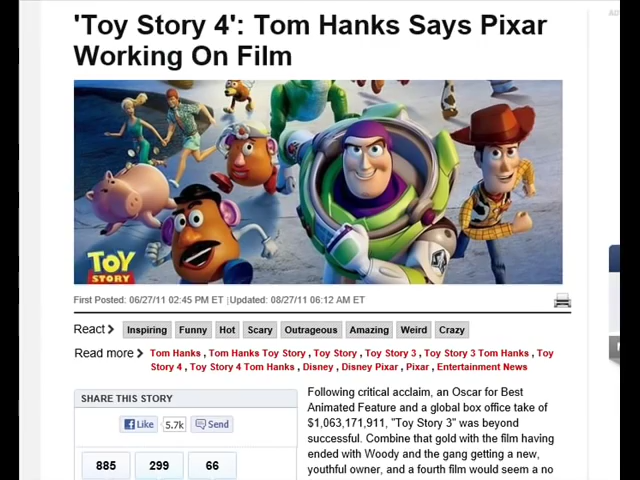 'Toy Story 4': Tom Hanks Says Pixar
Working On Film
TOY
STORY
First Posted: 06/27/11 02:45 PM ET | Updated: 08/27/11 06:12 AM ET
React
Inspiring Funny Hot Scary Outrageous Amazing Weird Crazy
Read more Tom Hanks , Tom Hanks Toy Story , Toy Story , Toy Story 3 , Toy Story 3 Tom Hanks , Toy
Story 4 , Toy Story 4 Tom Hanks , Disney , Disney Pixar , Pixar , Entertainment News
SHARE THIS STORY
Like 5.7k Send
885 299 66
Following critical acclaim, an Oscar for Best
Animated Feature and a global box office take of
$1,063,171,911, "Toy Story 3" was beyond
successful. Combine that gold with the film having
ended with Woody and the gang getting a new,
youthful owner, and a fourth film would seem a no